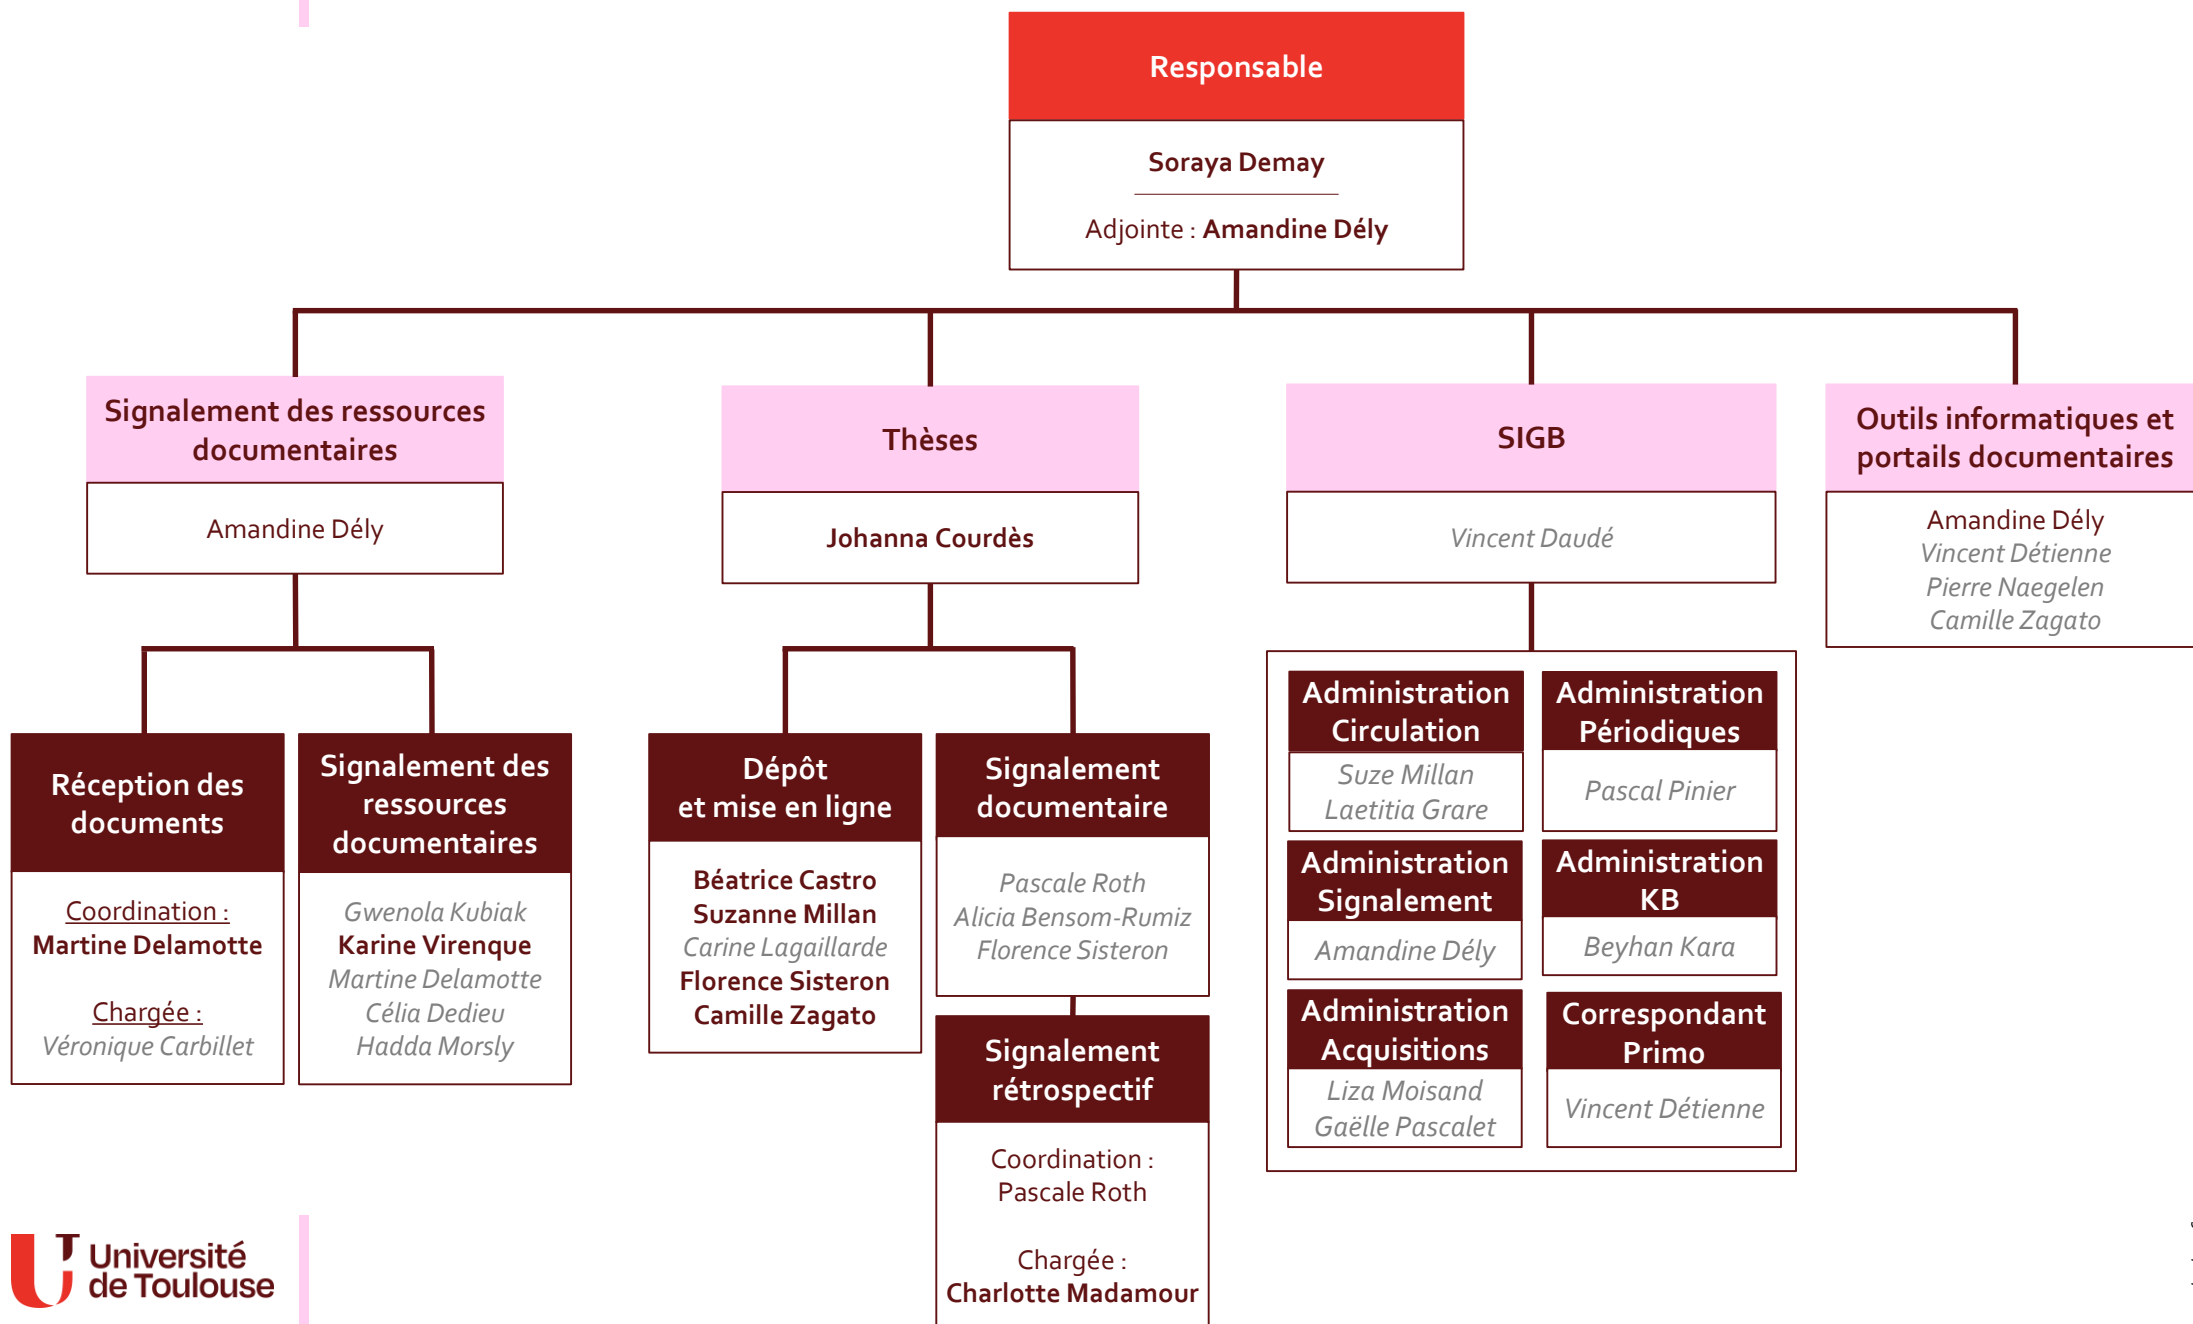 Responsable
Soraya Demay
Adjointe : Amandine Dély
Signalement des ressources
documentaires
Amandine Dély
Réception des
documents
Coordination :
Martine Delamotte
Chargée :
Véronique Carbillet
Signalement des
ressources
documentaires
Gwenola Kubiak
Karine Virenque
Martine Delamotte
Célia Dedieu
Hadda Morsly
Thèses
Johanna Courdès
Dépôt
et mise en ligne
Béatrice Castro
Suzanne Millan
Carine Lagaillarde
Florence Sisteron
Camille Zagato
Signalement
documentaire
Pascale Roth
Alicia Bensom-Rumiz
Florence Sisteron
Signalement
rétrospectif
Coordination :
Pascale Roth
Chargée :
Charlotte Madamour
SIGB
Vincent Daudé
Administration
Circulation
Suze Millan
Laetitia Grare
Administration
Périodiques
Pascal Pinier
Administration
Signalement
Amandine Dély
Administration
KB
Beyhan Kara
Administration
Acquisitions
Liza Moisand
Gaëlle Pascalet
Correspondant
Primo
Vincent Détienne
Outils informatiques et
portails documentaires
Amandine Dély
Vincent Détienne
Pierre Naegelen
Camille Zagato
Université
de Toulouse